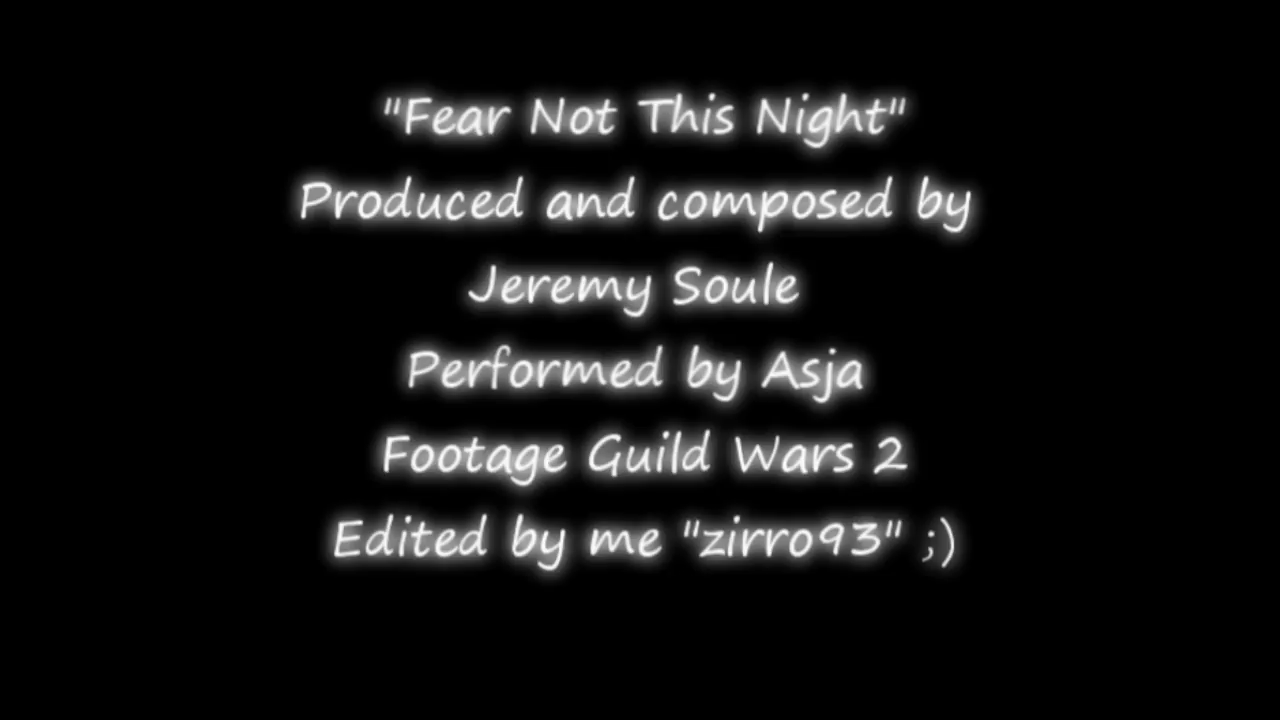 "Fear Not This Night"
Produced and composed by
Jeremy Soule
Performed by Asja
Footage Guild Wars 2
Edited by me "zirro93" ;)